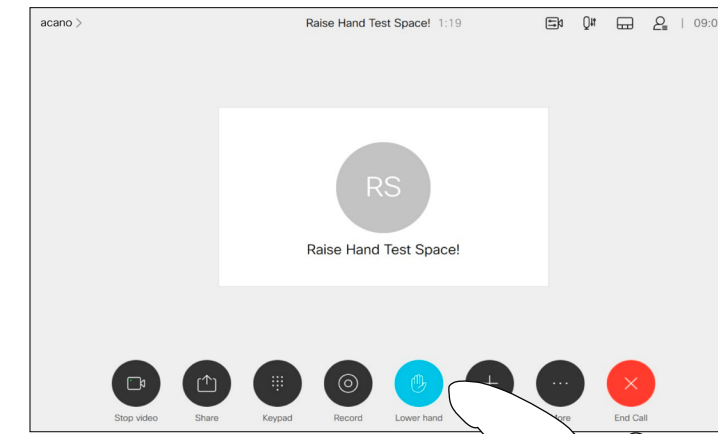 acano >
Raise Hand Test Space! 1:19
09:0
RS
Raise Hand Test Space!
Stop video Share Keypad Record Lower hand End Call